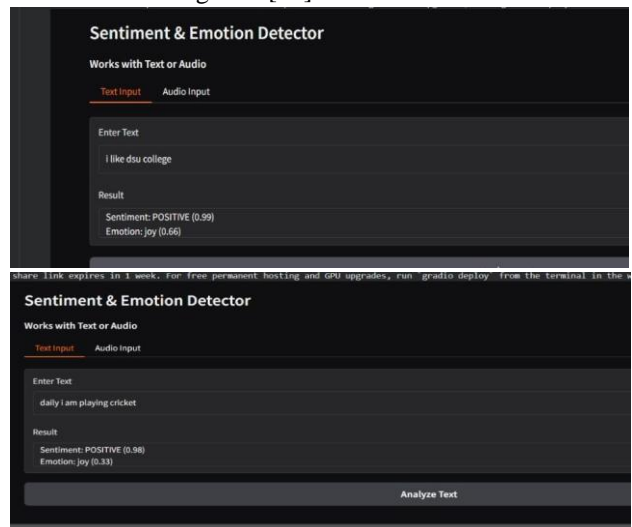 Sentiment & Emotion Detector
Works with Text or Audio
Text Input Audio Input
Enter Text
i like dsu college
Result
Sentiment: POSITIVE (0.99)
Emotion: joy (0.66)
share link expires in 1 week. For free permanent hosting and GPU upgrades, run `gradio deploy` from the terminal in the w
Sentiment & Emotion Detector
Works with Text or Audio
Text Input Audio Input
Enter Text
daily i am playing cricket
Result
Sentiment: POSITIVE (0.98)
Emotion: joy (0.33)
Analyze Text